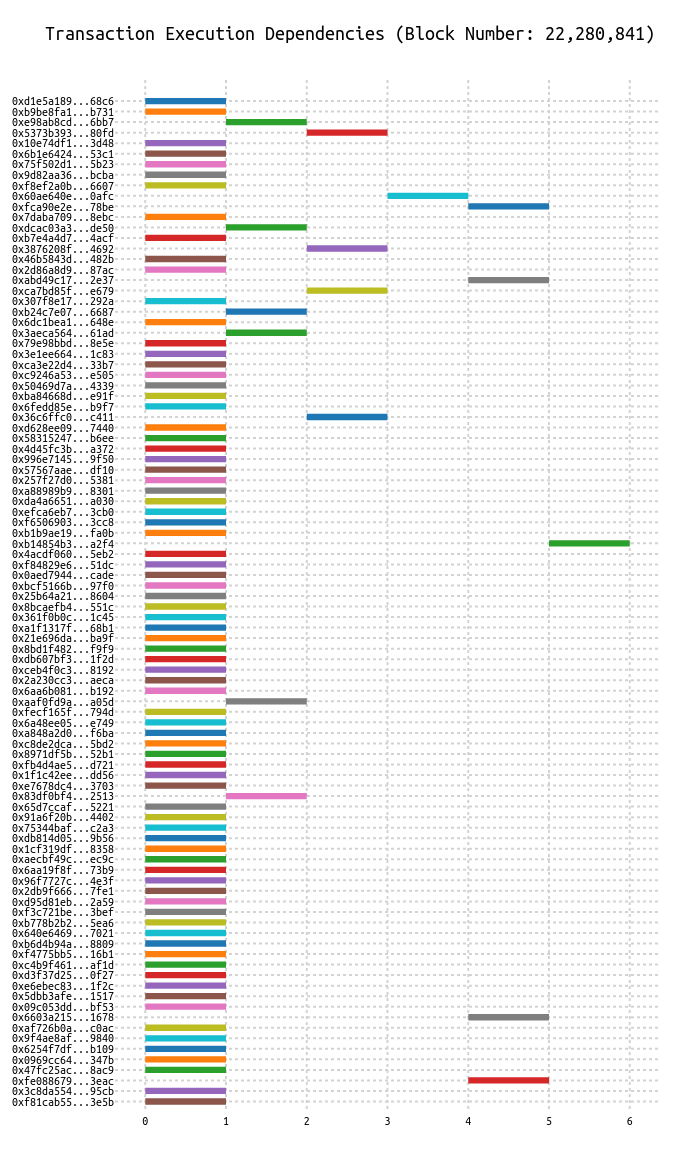 Transaction Execution Dependencies (Block Number: 22,280,841)
0xd1e5a189...68c6
0xb9be8fa1...b731
0xe98ab8cd...6bb7
0x5373b393...80fd
0x10e74df1...3d48
0x6b1e6424...53c1
0x75f502d1...5b23
0x9d82aa36...bcba
0xf8ef2a0b...6607
0x60ae640e...0afc
0xfca90e2e...78be
0x7daba709...8ebc
0xdcac03a3...de50
0xb7e4a4d7...4acf
0x3876208f...4692
0x46b5843d...482b
0x2d86a8d9...87ac
0xabd49c17...2e37
0xca7bd85f...e679
0x307f8e17...292a
0xb24c7e07...6687
0x6dc1bea1...648e
0x3aeca564...61ad
0x79e98bbd...8e5e
0x3e1ee664...1c83
0xca3e22d4...33b7
0xc9246a53...e505
0x50469d7a...4339
0xba84668d...e91f
0x6fedd85e...b9f7
0x36c6ffc0...c411
0xd628ee09...7440
0x58315247...b6ee
0x4d45fc3b...a372
0x996e7145...9f50
0x57567aae...df10
0x257f27d0...5381
0xa88989b9...8301
0xda4a6651...a030
0xefca6eb7...3cb0
0xf6506903...3cc8
0xb1b9ae19...fa0b
0xb14854b3...a2f4
0x4acdf060...5eb2
0xf84829e6...51dc
0x0aed7944...cade
0xbcf5166b...97f0
0x25b64a21...8604
0x8bcaefb4...551c
0x361f0b0c...1c45
0xa1f1317f...68b1
0x21e696da...ba9f
0x8bd1f482...f9f9
0xdb607bf3...1f2d
0xceb4f0c3...8192
0x2a230cc3...aeca
0x6aa6b081...b192
0xaaf0fd9a...a05d
0xfecf165f...794d
0x6a48ee05...e749
0xa848a2d0...f6ba
0xc8de2dca...5bd2
0x8971df5b...52b1
0xfb4d4ae5...d721
0x1f1c42ee...dd56
0xe7678dc4...3703
0x83df0bf4...2513
0x65d7ccaf...5221
0x91a6f20b...4402
0x75344baf...c2a3
0xdb814d05...9b56
0x1cf319df...8358
0xaecbf49c...ec9c
0x6aa19f8f...73b9
0x96f7727c...4e3f
0x2db9f666...7fe1
0xd95d81eb...2a59
0xf3c721be...3bef
0xb778b2b2...5ea6
0x640e6469...7021
0xb6d4b94a...8809
0xf4775bb5...16b1
0xc4b9f461...af1d
0xd3f37d25...0f27
0xe6ebec83...1f2c
0x5dbb3afe...1517
0x09c053dd...bf53
0x6603a215...1678
0xaf726b0a...c0ac
0x9f4ae8af...9840
0x6254f7df...b109
0x0969cc64...347b
0x47fc25ac...8ac9
0xfe088679...3eac
0x3c8da554...95cb
0xf81cab55...3e5b
0 1 2 3 4 5 6